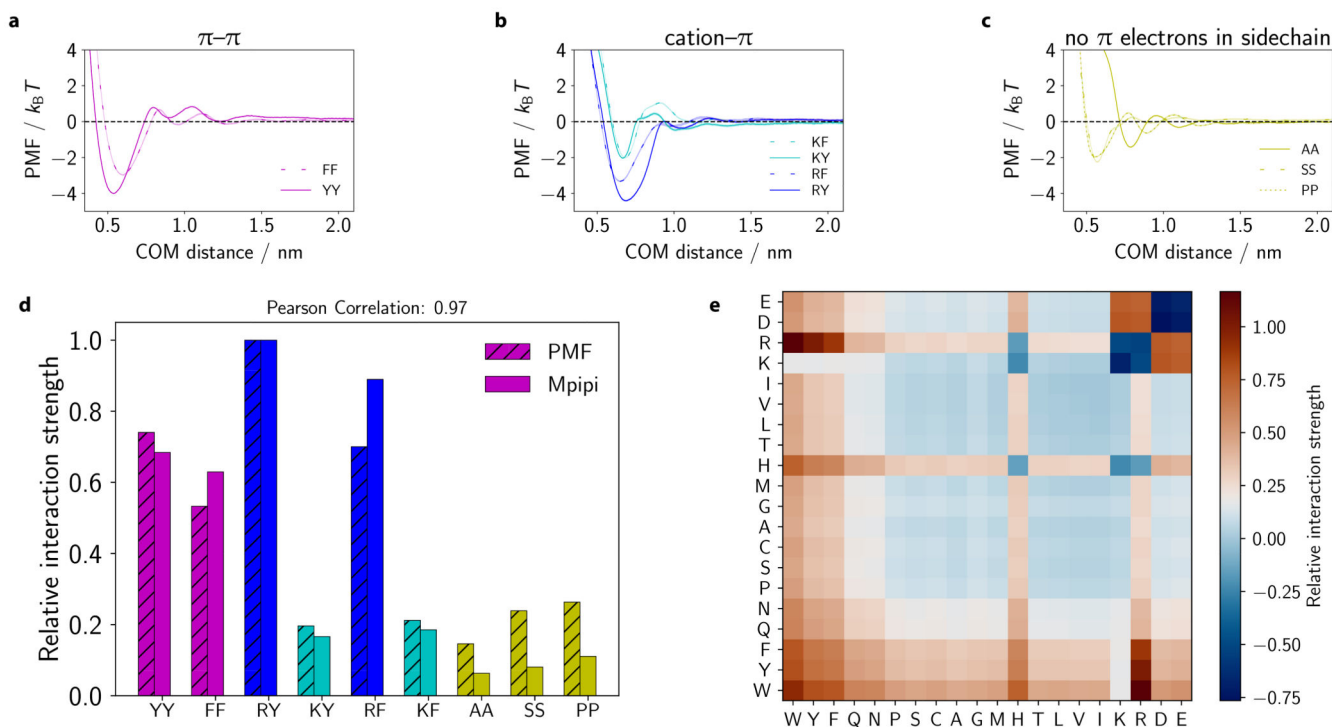 a
π–π
4
2
0
−2
−4
PMF / kBT
FF
YY
0.5 1.0 1.5 2.0
COM distance / nm
b
cation–π
4
2
0
−2
−4
PMF / kBT
KF
KY
RF
RY
0.5 1.0 1.5 2.0
COM distance / nm
c
no π electrons in sidechain
4
2
0
−2
−4
PMF / kBT
AA
SS
PP
0.5 1.0 1.5 2.0
COM distance / nm
d
Pearson Correlation: 0.97
1.0
0.8
0.6
0.4
0.2
0.0
Relative interaction strength
PMF
Mpipi
YY FF RY KY RF KF AA SS PP
e
E
D
R
K
I
V
L
T
H
M
G
A
C
S
P
N
Q
F
Y
W
W Y F Q N P S C A G M H T L V I K R D E
1.00
0.75
0.50
0.25
0.00
−0.25
−0.50
−0.75
Relative interaction strength